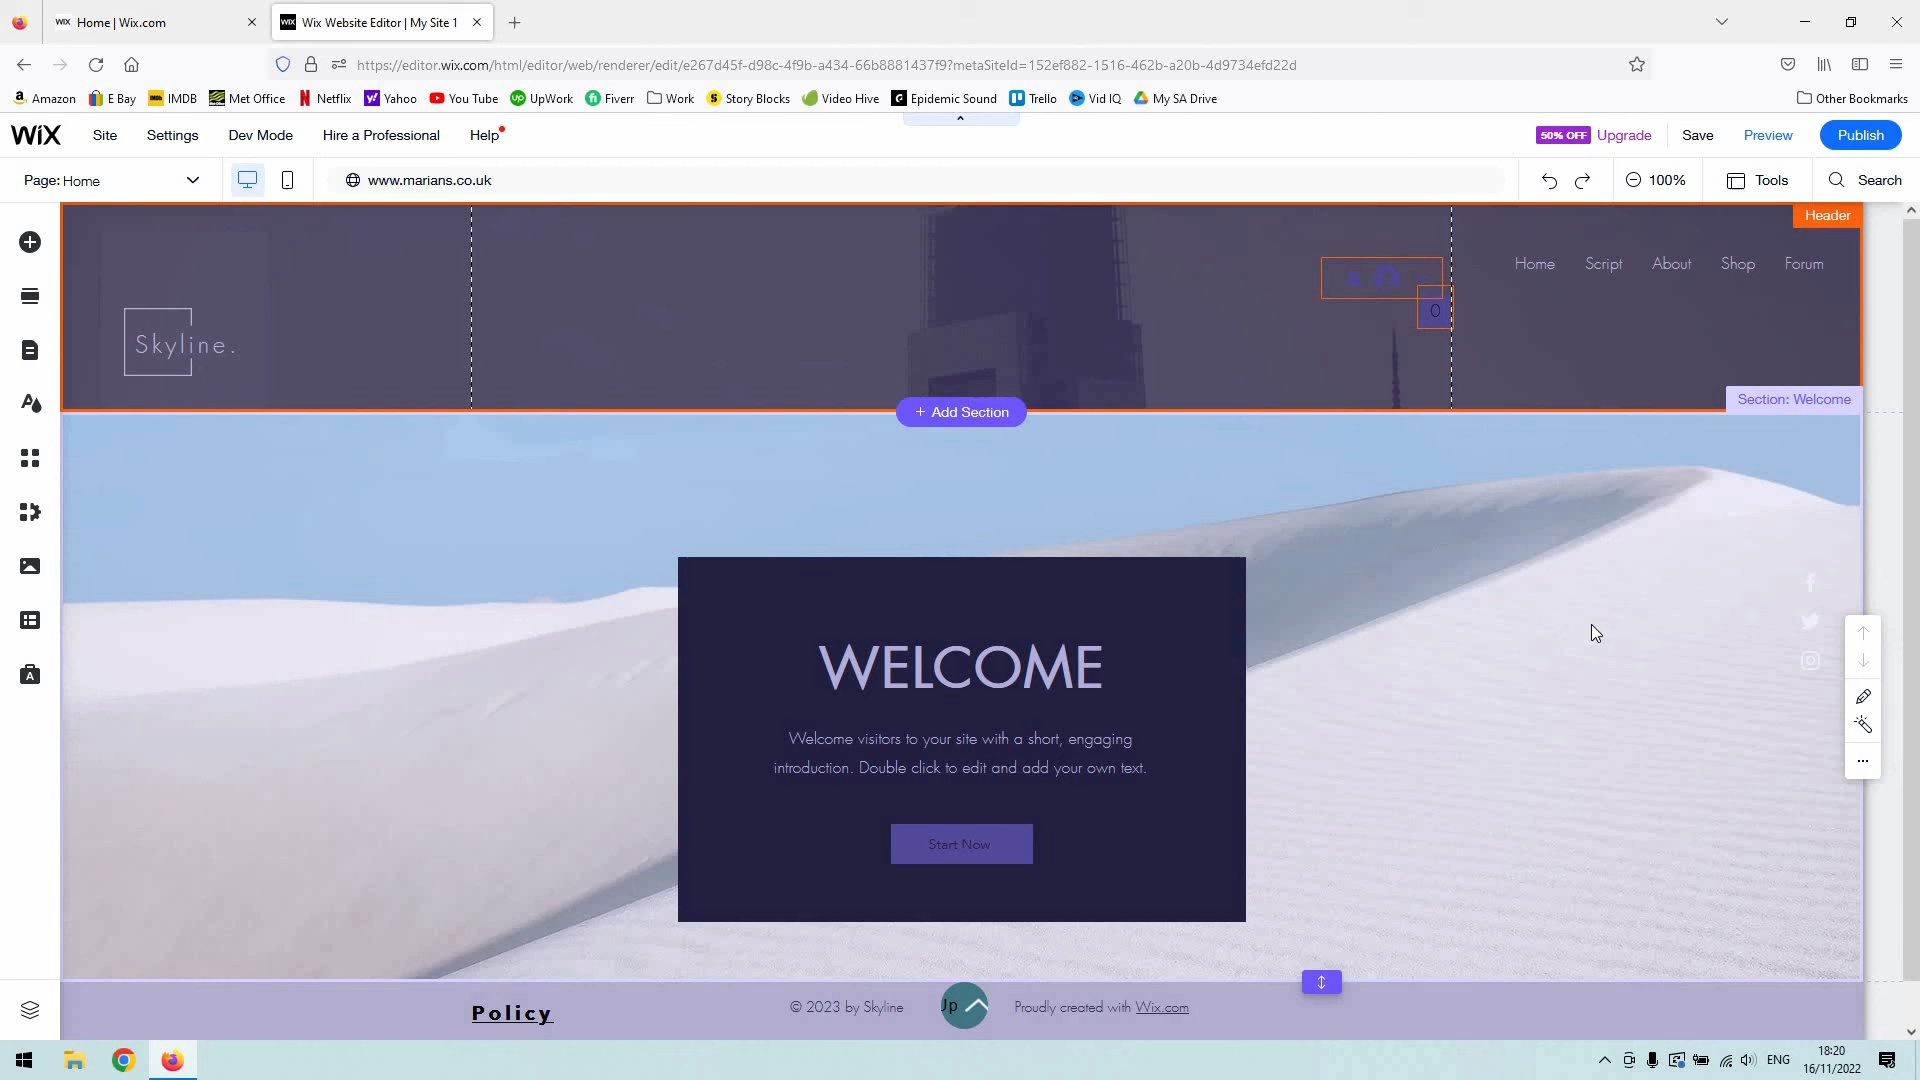 Home | Wix.com
Wix Website Editor | My Site 1
https://editor.wix.com/html/editor/web/renderer/edit/e267d45f-d98c-4f9b-a434-66b8881437f9?metaSiteId=152ef882-1516-462b-a20b-4d9734efd22d
Amazon E Bay IMDB Met Office Netflix Yahoo You Tube UpWork Fiverr Work Story Blocks Video Hive Epidemic Sound Trello Vid IQ My SA Drive Other Bookmarks
WiX Site Settings Dev Mode Hire a Professional Help 50% OFF Upgrade Save Preview Publish
Page: Home www.marians.co.uk 100% Tools Search
Header
Home Script About Shop Forum
0
Skyline.
Section: Welcome
+ Add Section
WELCOME
Welcome visitors to your site with a short, engaging
introduction. Double click to edit and add your own text.
Start Now
Policy © 2023 by Skyline Up Proudly created with Wix.com
ENG 18:20
16/11/2022